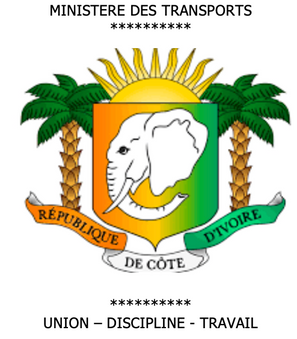 MINISTERE DES TRANSPORTS
**********
RÉPUBLIQUE
DE CÔTE
D'IVOIRE
**********
UNION – DISCIPLINE - TRAVAIL